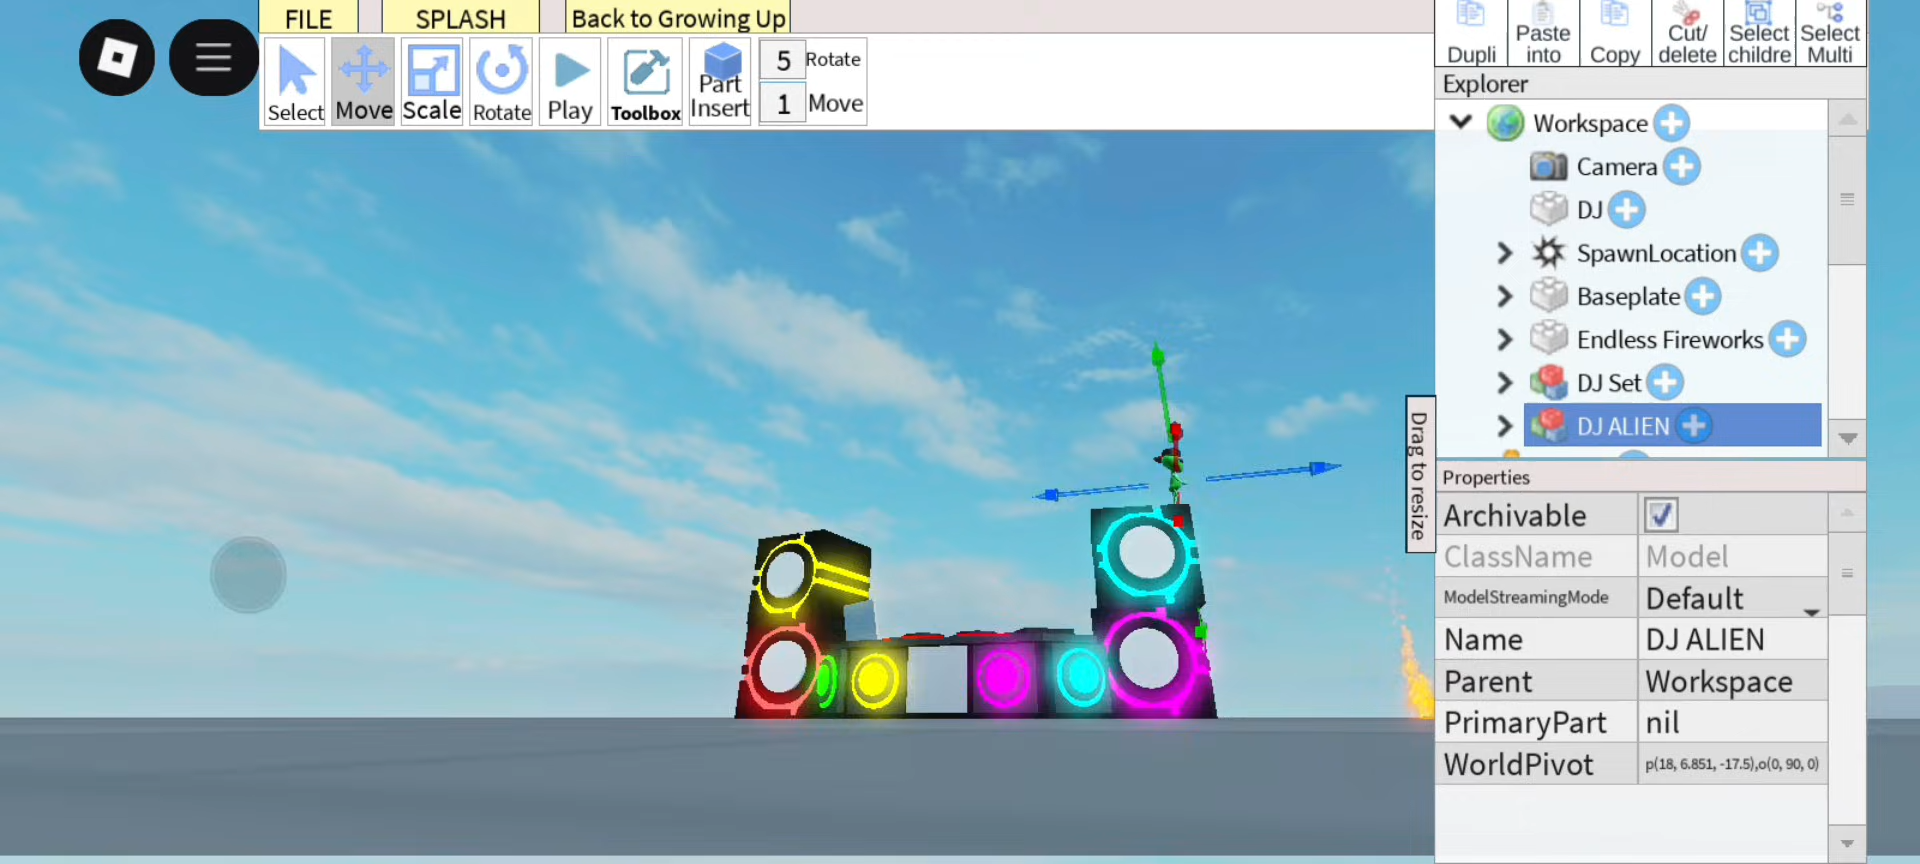 FILE
SPLASH
Back to Growing Up
Select
Move
Scale
Rotate
Play
Toolbox
Part
Insert
5 Rotate
1 Move
Dupli
Paste
into
Copy
Cut/
delete
Select
childre
Select
Multi
Explorer
Workspace
Camera
DJ
SpawnLocation
Baseplate
Endless Fireworks
DJ Set
DJ ALIEN
Drag to resize
Properties
Archivable
ClassName Model
ModelStreamingMode Default
Name DJ ALIEN
Parent Workspace
PrimaryPart nil
WorldPivot p(18, 6.851, -17.5),o(0, 90, 0)